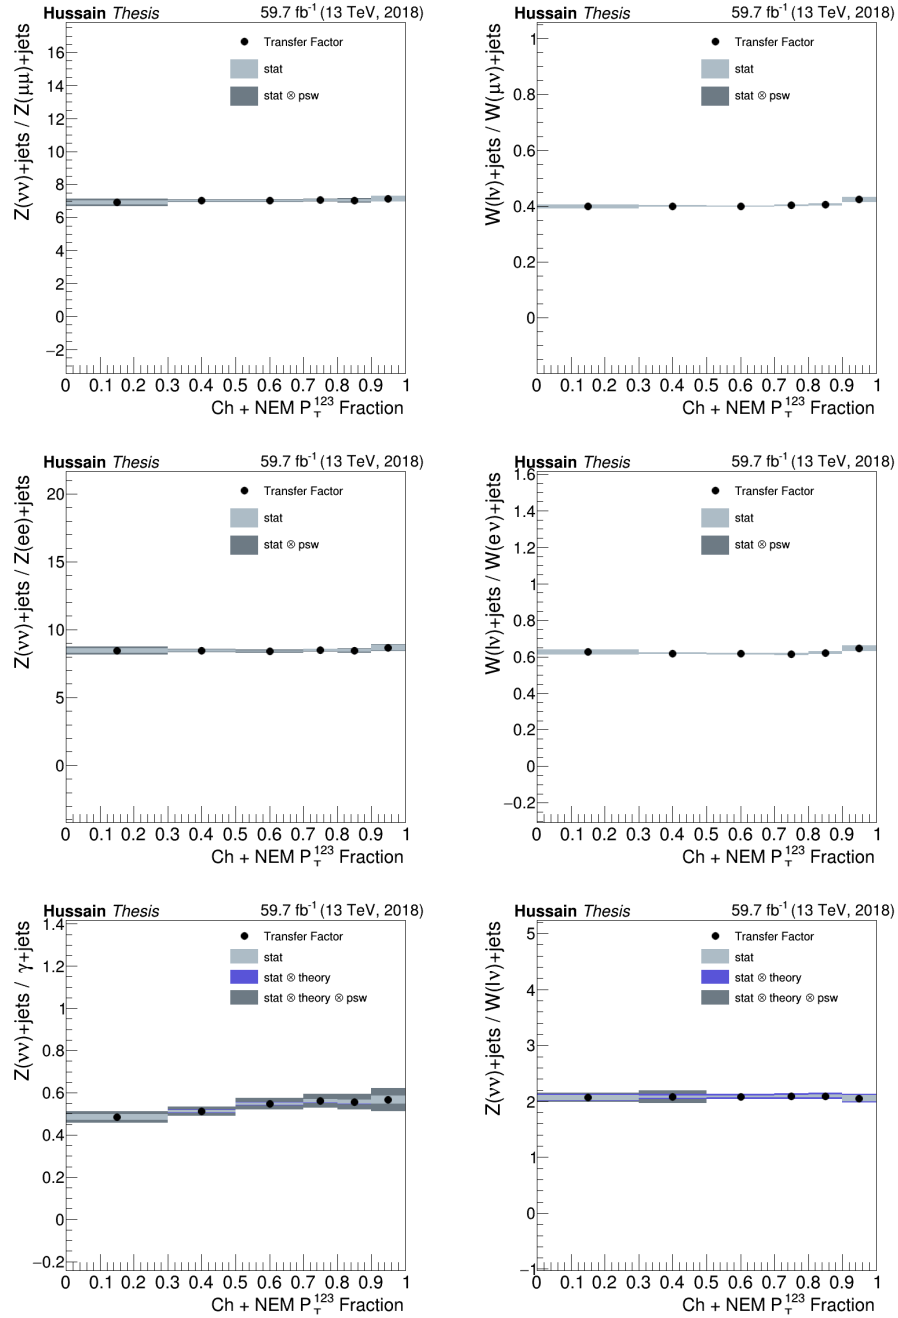 Hussain Thesis 59.7 fb⁻¹ (13 TeV, 2018)
Z(νν)+jets / Z(μμ)+jets
Transfer Factor
stat
stat ⊗ psw
16
14
12
10
8
6
4
2
0
−2
0 0.1 0.2 0.3 0.4 0.5 0.6 0.7 0.8 0.9 1
Ch + NEM P_T^123 Fraction
Hussain Thesis 59.7 fb⁻¹ (13 TeV, 2018)
W(lν)+jets / W(μν)+jets
Transfer Factor
stat
stat ⊗ psw
1
0.8
0.6
0.4
0.2
0
0 0.1 0.2 0.3 0.4 0.5 0.6 0.7 0.8 0.9 1
Ch + NEM P_T^123 Fraction
Hussain Thesis 59.7 fb⁻¹ (13 TeV, 2018)
Z(νν)+jets / Z(ee)+jets
Transfer Factor
stat
stat ⊗ psw
20
15
10
5
0
0 0.1 0.2 0.3 0.4 0.5 0.6 0.7 0.8 0.9 1
Ch + NEM P_T^123 Fraction
Hussain Thesis 59.7 fb⁻¹ (13 TeV, 2018)
W(lν)+jets / W(e ν)+jets
Transfer Factor
stat
stat ⊗ psw
1.6
1.4
1.2
1
0.8
0.6
0.4
0.2
0
−0.2
0 0.1 0.2 0.3 0.4 0.5 0.6 0.7 0.8 0.9 1
Ch + NEM P_T^123 Fraction
Hussain Thesis 59.7 fb⁻¹ (13 TeV, 2018)
Z(νν)+jets / γ+jets
Transfer Factor
stat
stat ⊗ theory
stat ⊗ theory ⊗ psw
1.4
1.2
1
0.8
0.6
0.4
0.2
0
−0.2
0 0.1 0.2 0.3 0.4 0.5 0.6 0.7 0.8 0.9 1
Ch + NEM P_T^123 Fraction
Hussain Thesis 59.7 fb⁻¹ (13 TeV, 2018)
Z(νν)+jets / W(lν)+jets
Transfer Factor
stat
stat ⊗ theory
stat ⊗ theory ⊗ psw
5
4
3
2
1
0
−1
0 0.1 0.2 0.3 0.4 0.5 0.6 0.7 0.8 0.9 1
Ch + NEM P_T^123 Fraction